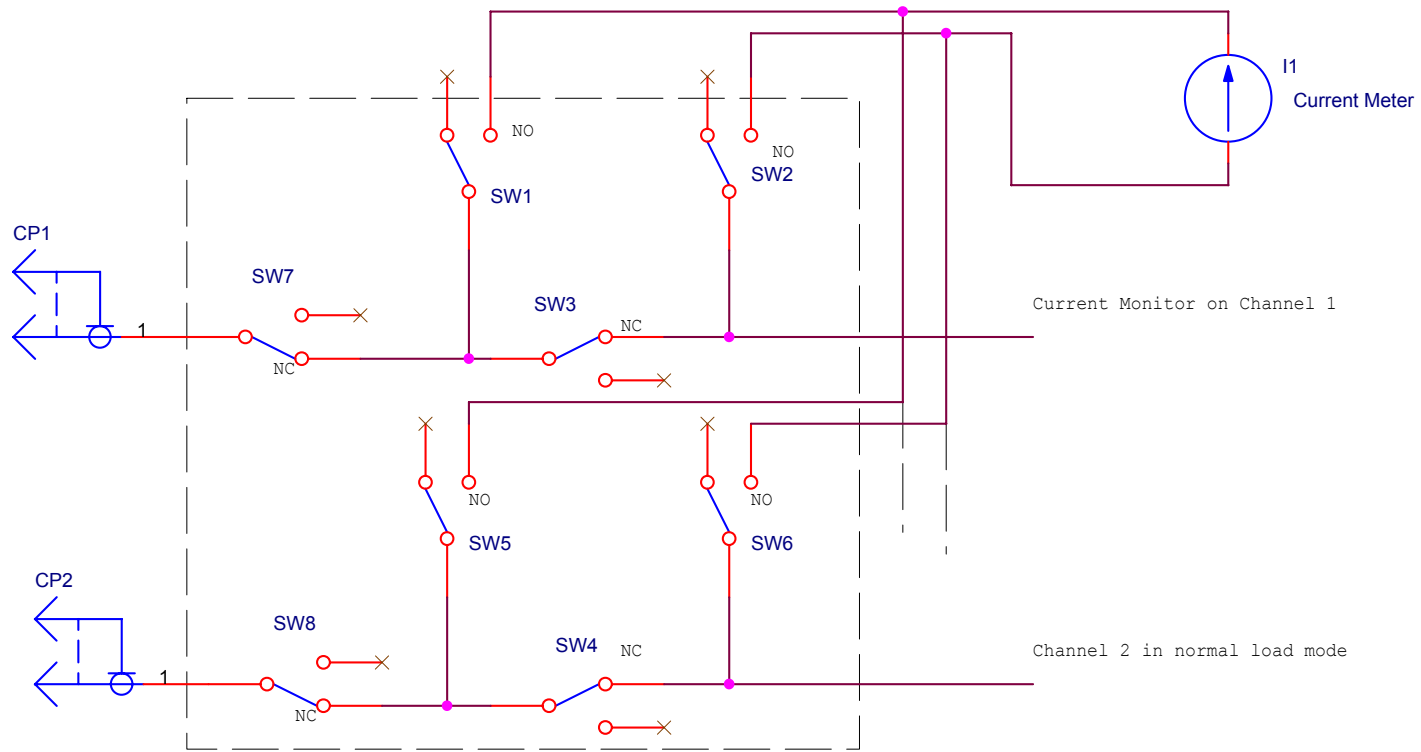 I1
Current Meter
NO
NO
SW1
SW2
CP1
SW7
SW3
Current Monitor on Channel 1
NC
1
NC
NO
NO
SW5
SW6
CP2
SW8
SW4
NC
Channel 2 in normal load mode
1
NC